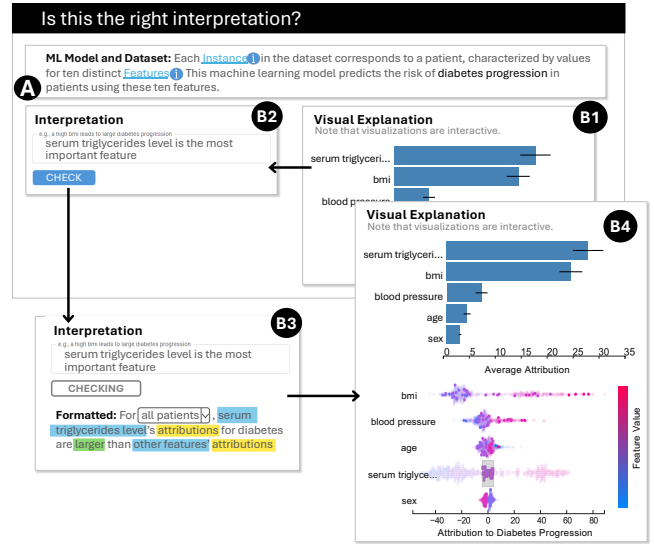 Is this the right interpretation?
ML Model and Dataset: Each Instance i in the dataset corresponds to a patient, characterized by values
for ten distinct Features i This machine learning model predicts the risk of diabetes progression in
patients using these ten features.
A
Interpretation
B2
e.g., a high bmi leads to large diabetes progression
serum triglycerides level is the most
important feature
CHECK
Visual Explanation
B1
Note that visualizations are interactive.
serum triglyceri...
bmi
blood pressure
Visual Explanation
B4
Note that visualizations are interactive.
serum triglyceri...
bmi
blood pressure
age
sex
0 5 10 15 20 25 30 35
Average Attribution
Interpretation
B3
e.g., a high bmi leads to large diabetes progression
serum triglycerides level is the most
important feature
CHECKING
Formatted: For all patients , serum
triglycerides level's attributions for diabetes
are larger than other features' attributions
bmi
blood pressure
age
serum triglyce...
sex
−40 −20 0 20 40 60 80
Attribution to Diabetes Progression
Feature Value